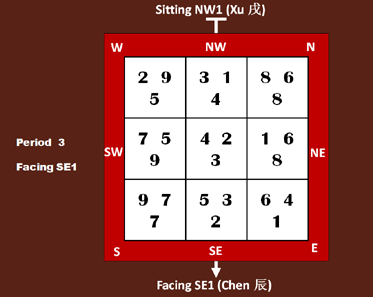 Sitting NW1 (Xu 戌)
W NW N
2 9 3 1 8 6
5 4 8
Period 3
7 5 4 2 1 6
SW NE
Facing SE1
9 3 8
9 7 5 3 6 4
7 2 1
S SE E
Facing SE1 (Chen 辰)